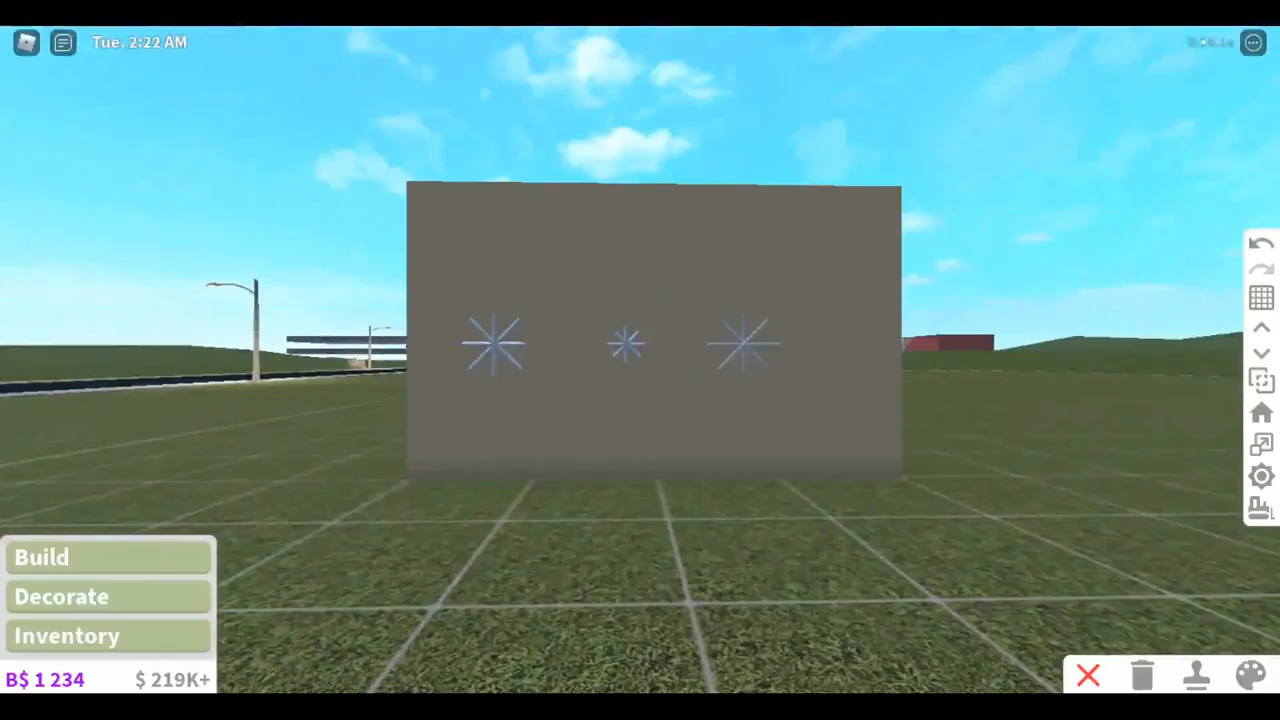 Tue. 2:22 AM
Build
Decorate
Inventory
B$ 1 234 $ 219K+